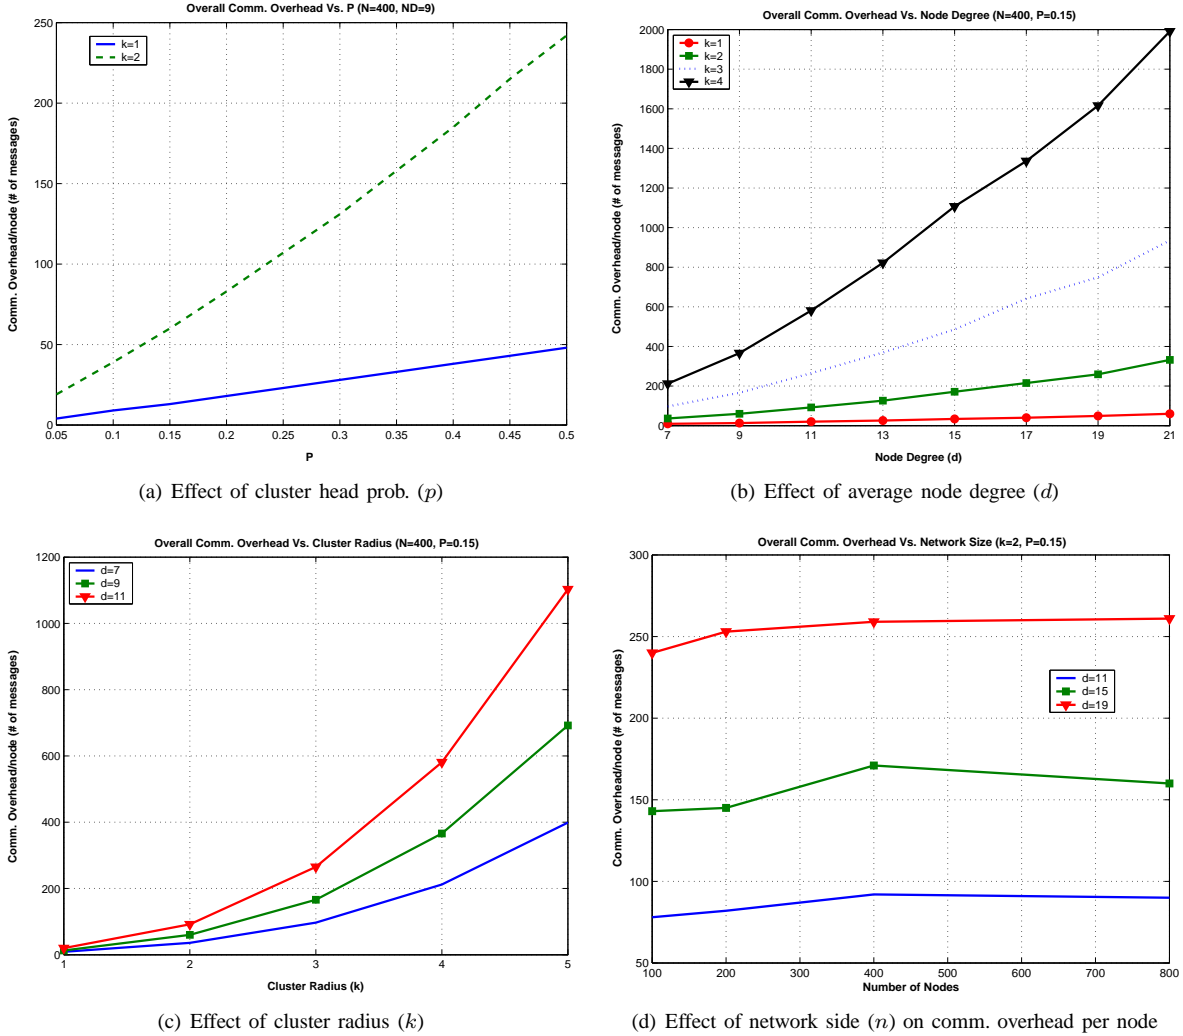 Overall Comm. Overhead Vs. P (N=400, ND=9)
Comm. Overhead/node (# of messages)
250
200
150
100
50
0
k=1
k=2
0.05 0.1 0.15 0.2 0.25 0.3 0.35 0.4 0.45 0.5
P
(a) Effect of cluster head prob. (p)
Overall Comm. Overhead Vs. Node Degree (N=400, P=0.15)
Comm. Overhead/node (# of messages)
2000
1800
1600
1400
1200
1000
800
600
400
200
0
k=1
k=2
k=3
k=4
7 9 11 13 15 17 19 21
Node Degree (d)
(b) Effect of average node degree (d)
Overall Comm. Overhead Vs. Cluster Radius (N=400, P=0.15)
Comm. Overhead/node (# of messages)
1200
1000
800
600
400
200
0
d=7
d=9
d=11
1 2 3 4 5
Cluster Radius (k)
(c) Effect of cluster radius (k)
Overall Comm. Overhead Vs. Network Size (k=2, P=0.15)
Comm. Overhead/node (# of messages)
300
250
200
150
100
50
d=11
d=15
d=19
100 200 300 400 500 600 700 800
Number of Nodes
(d) Effect of network side (n) on comm. overhead per node